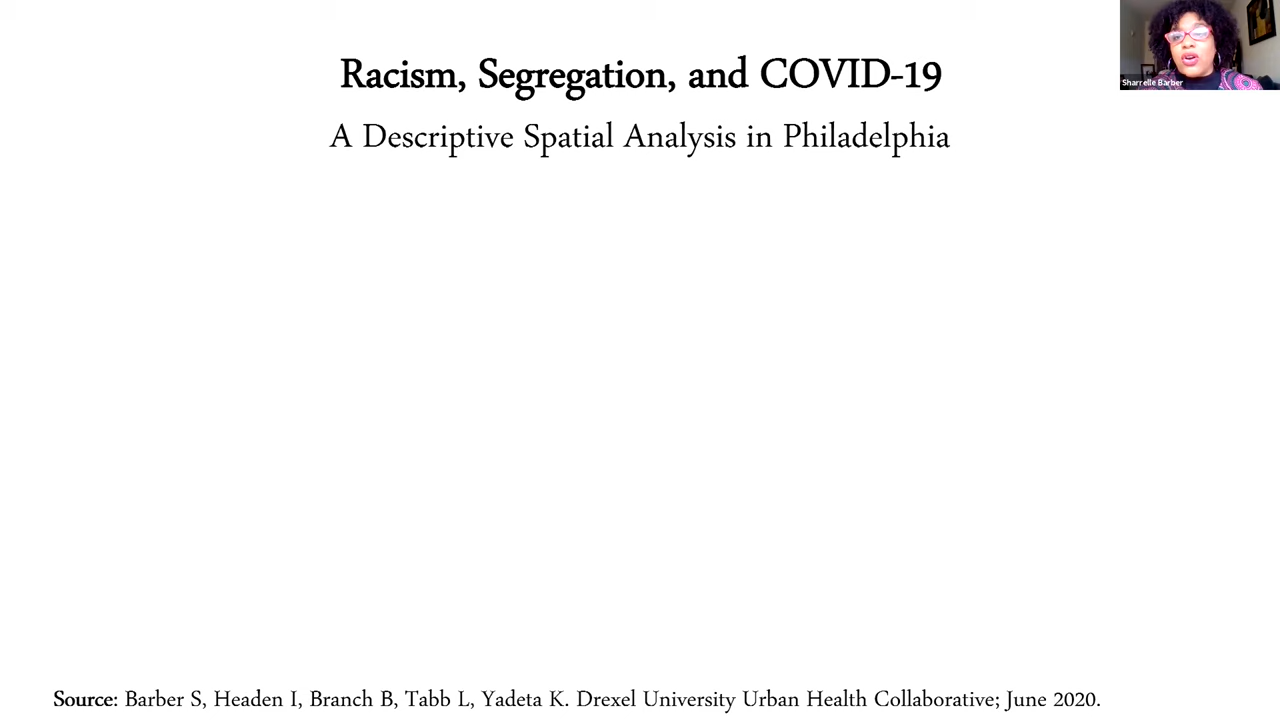 Racism, Segregation, and COVID-19
A Descriptive Spatial Analysis in Philadelphia
Sharrelle Barber
Source: Barber S, Headen I, Branch B, Tabb L, Yadeta K. Drexel University Urban Health Collaborative; June 2020.